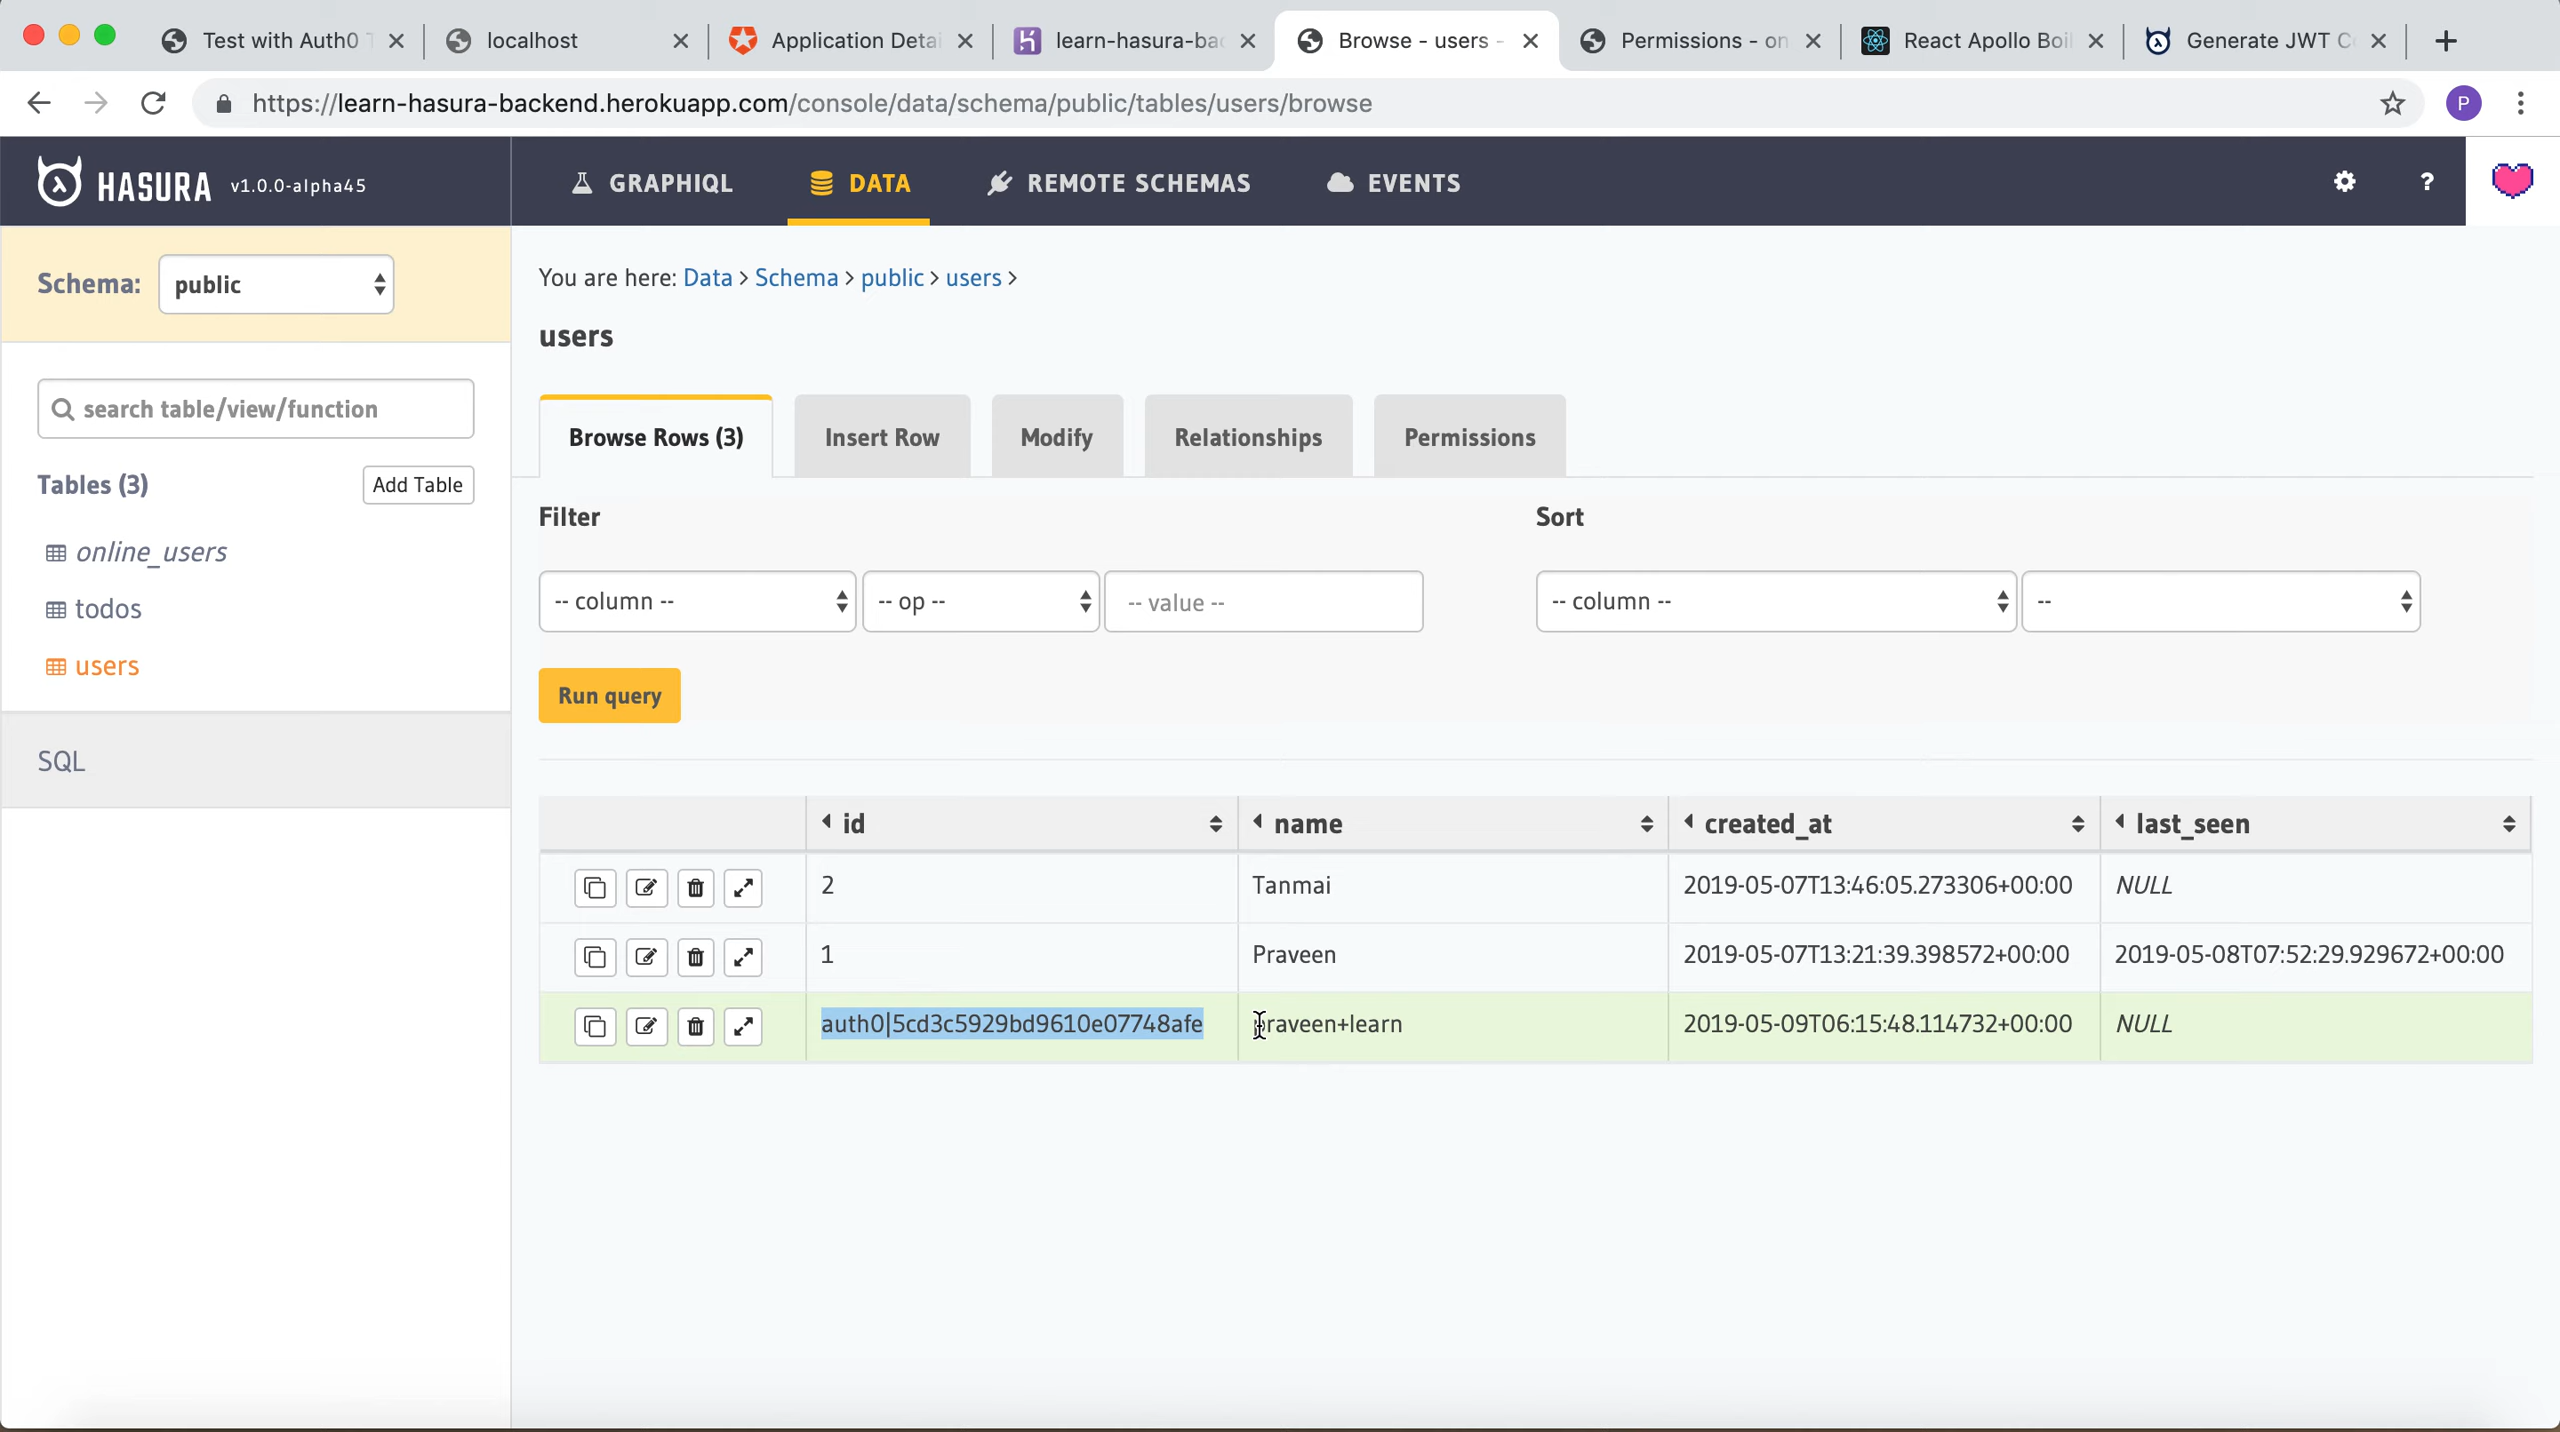 Test with Auth0 T
localhost
Application Detai
learn-hasura-bac
Browse - users -
Permissions - on
React Apollo Boil
Generate JWT C
https://learn-hasura-backend.herokuapp.com/console/data/schema/public/tables/users/browse
P
HASURA v1.0.0-alpha45
GRAPHIQL
DATA
REMOTE SCHEMAS
EVENTS
?
Schema: public
search table/view/function
Tables (3)
Add Table
online_users
todos
users
SQL
You are here: Data > Schema > public > users >
users
Browse Rows (3)
Insert Row
Modify
Relationships
Permissions
Filter
Sort
-- column --
-- op --
-- value --
-- column --
--
Run query
id name created_at last_seen
2 Tanmai 2019-05-07T13:46:05.273306+00:00 NULL
1 Praveen 2019-05-07T13:21:39.398572+00:00 2019-05-08T07:52:29.929672+00:00
auth0|5cd3c5929bd9610e07748afe praveen+learn 2019-05-09T06:15:48.114732+00:00 NULL